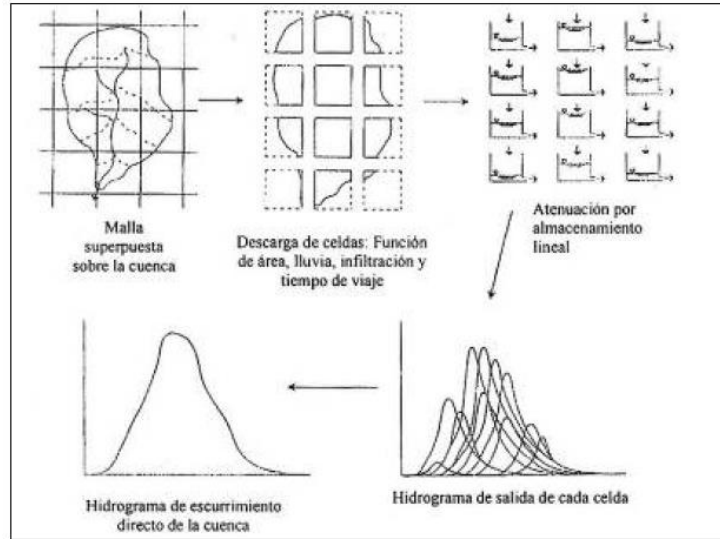 Malla
superpuesta
sobre la cuenca
Descarga de celdas: Función
de área, lluvia, infiltración y
tiempo de viaje
Atenuación por
almacenamiento
lineal
Hidrograma de escurrimiento
directo de la cuenca
Hidrograma de salida de cada celda